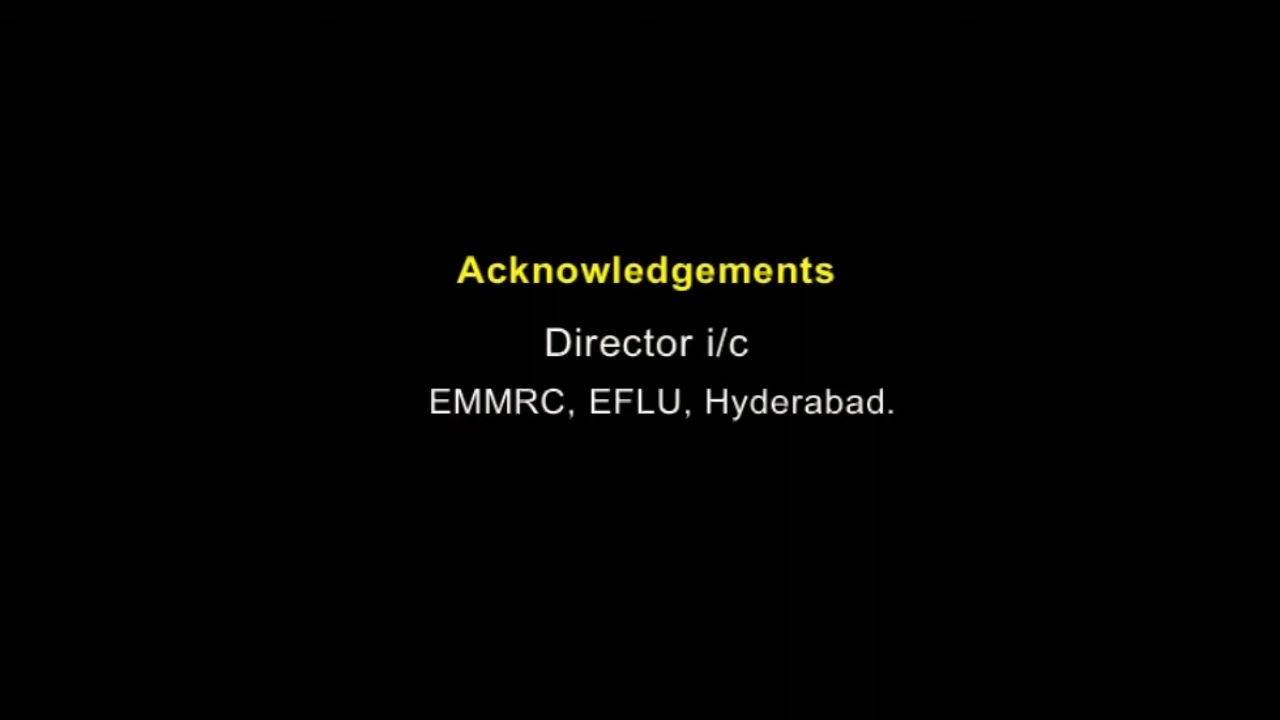 Acknowledgements
Director i/c
EMMRC, EFLU, Hyderabad.